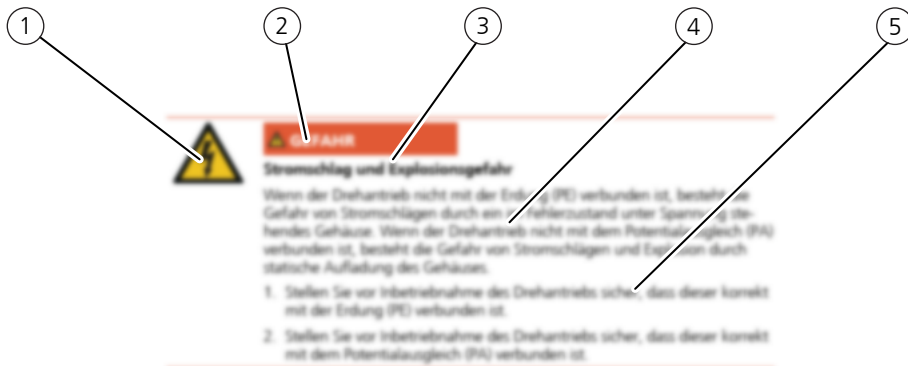 1 2 3 4 5
GEFAHR
Stromschlag und Explosionsgefahr
Wenn der Drehantrieb nicht mit der Erdung (PE) verbunden ist, besteht die
Gefahr von Stromschlägen durch ein im Fehlerzustand unter Spannung ste-
hendes Gehäuse. Wenn der Drehantrieb nicht mit dem Potentialausgleich (PA)
verbunden ist, besteht die Gefahr von Stromschlägen und Explosion durch
statische Aufladung des Gehäuses.
1. Stellen Sie vor Inbetriebnahme des Drehantriebs sicher, dass dieser korrekt
mit der Erdung (PE) verbunden ist.
2. Stellen Sie vor Inbetriebnahme des Drehantriebs sicher, dass dieser korrekt
mit dem Potentialausgleich (PA) verbunden ist.